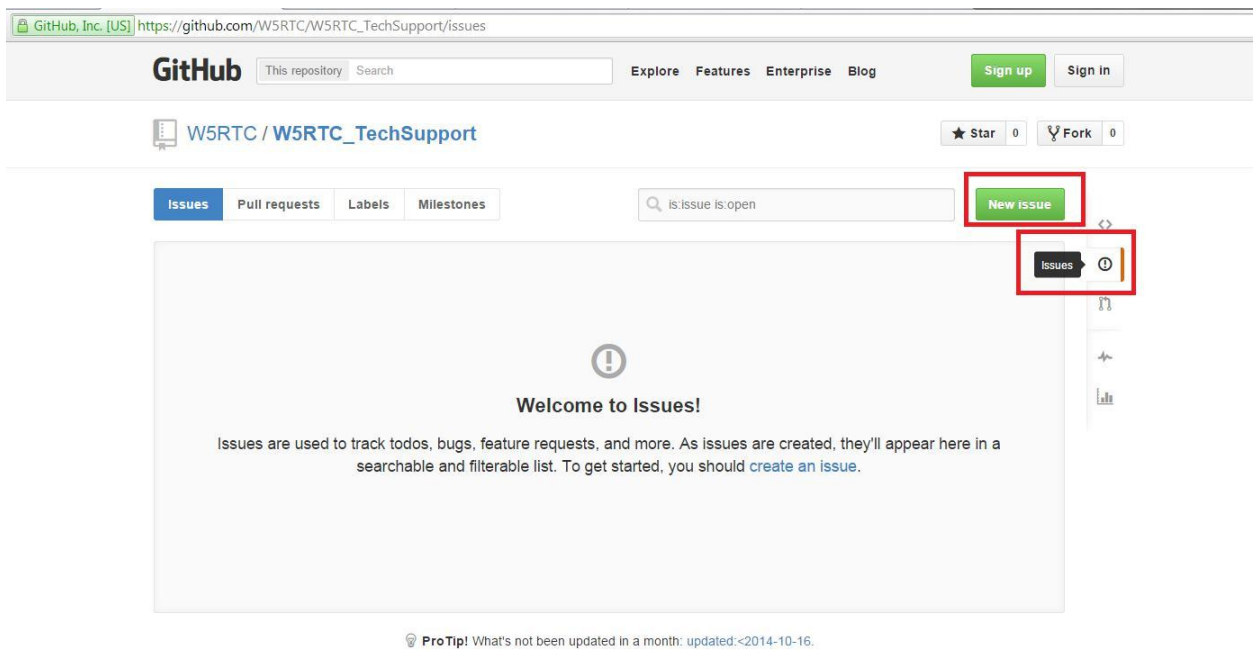 GitHub, Inc. [US] https://github.com/W5RTC/W5RTC_TechSupport/issues
GitHub This repository Search Explore Features Enterprise Blog Sign up Sign in
W5RTC / W5RTC_TechSupport Star 0 Fork 0
Issues Pull requests Labels Milestones is:issue is:open New issue
Issues
Welcome to Issues!
Issues are used to track todos, bugs, feature requests, and more. As issues are created, they'll appear here in a
searchable and filterable list. To get started, you should create an issue.
ProTip! What's not been updated in a month: updated:<2014-10-16.